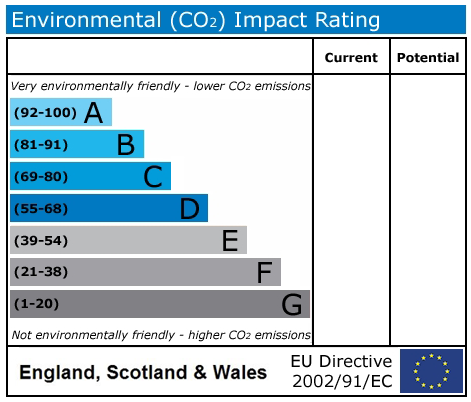 Environmental (CO₂) Impact Rating
Current Potential
Very environmentally friendly - lower CO₂ emissions
(92-100) A
(81-91) B
(69-80) C
(55-68) D
(39-54) E
(21-38) F
(1-20) G
Not environmentally friendly - higher CO₂ emissions
England, Scotland & Wales
EU Directive
2002/91/EC